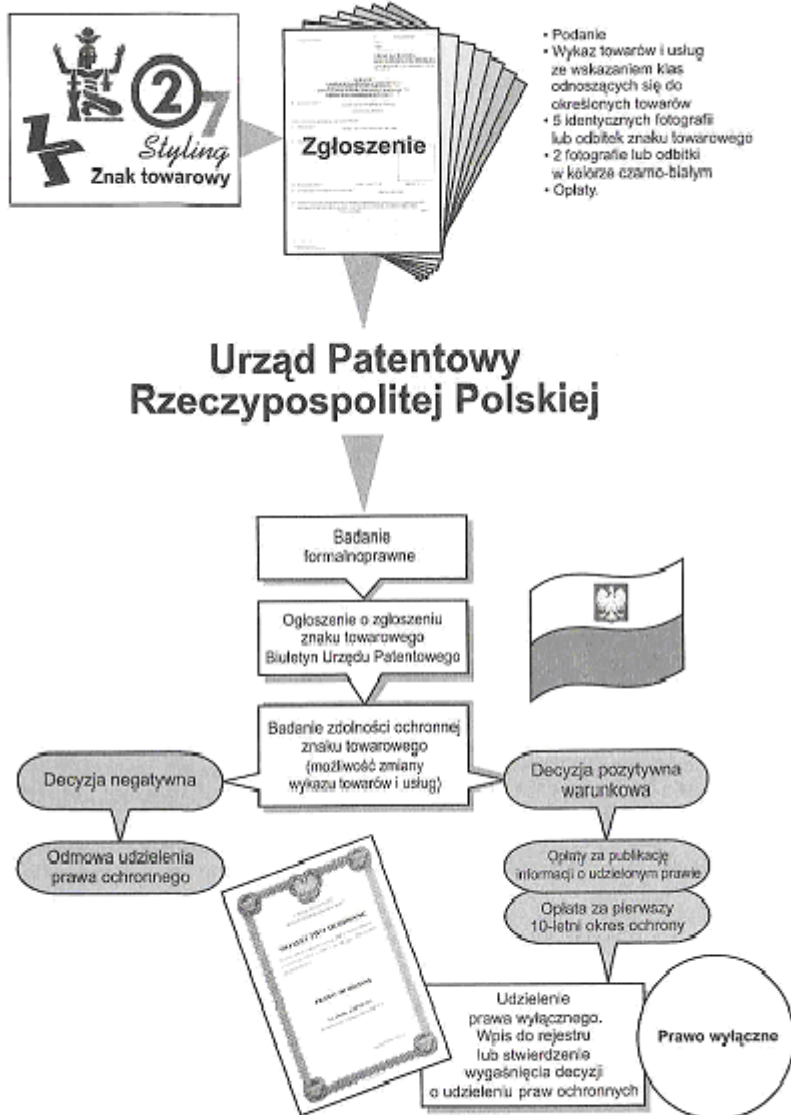 27
Styling
Znak towarowy
Zgłoszenie
• Podanie
• Wykaz towarów i usług
ze wskazaniem klas
odnoszących się do
określonych towarów
• 5 identycznych fotografii
lub odbitek znaku towarowego
• 2 fotografie lub odbitki
w kolorze czarno-białym
• Opłaty.
Urząd Patentowy
Rzeczypospolitej Polskiej
Badanie
formalnoprawne
Ogłoszenie o zgłoszeniu
znaku towarowego
Biuletyn Urzędu Patentowego
Badanie zdolności ochronnej
znaku towarowego
(możliwość zmiany
wykazu towarów i usług)
Decyzja negatywna
Odmowa udzielenia
prawa ochronnego
Decyzja pozytywna
warunkowa
Opłaty za publikację
informacji o udzielonym prawie
Opłata za pierwszy
10-letni okres ochrony
Udzielenie
prawa wyłącznego.
Wpis do rejestru
lub stwierdzenie
wygaśnięcia decyzji
o udzieleniu praw ochronnych
Prawo wyłączne